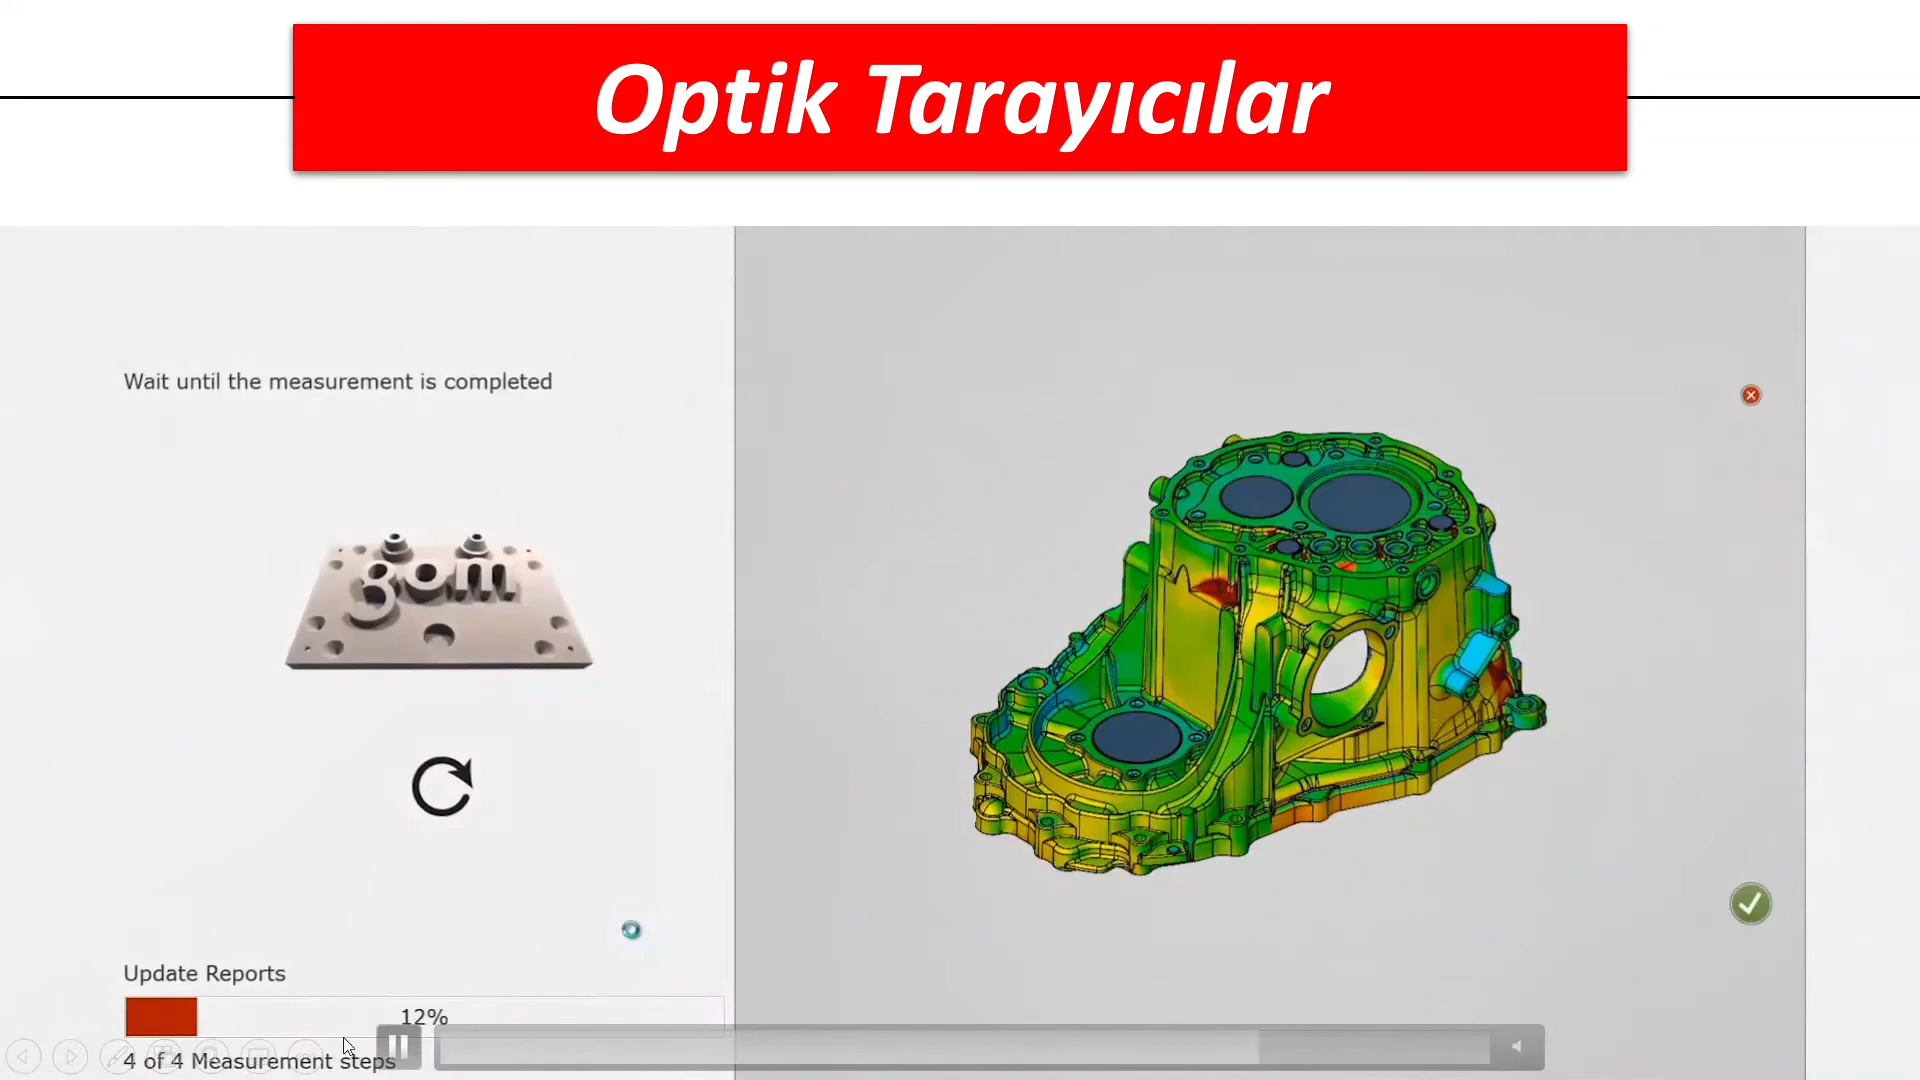 Optik Tarayıcılar
Wait until the measurement is completed
gom
Update Reports
12%
4 of 4 Measurement steps